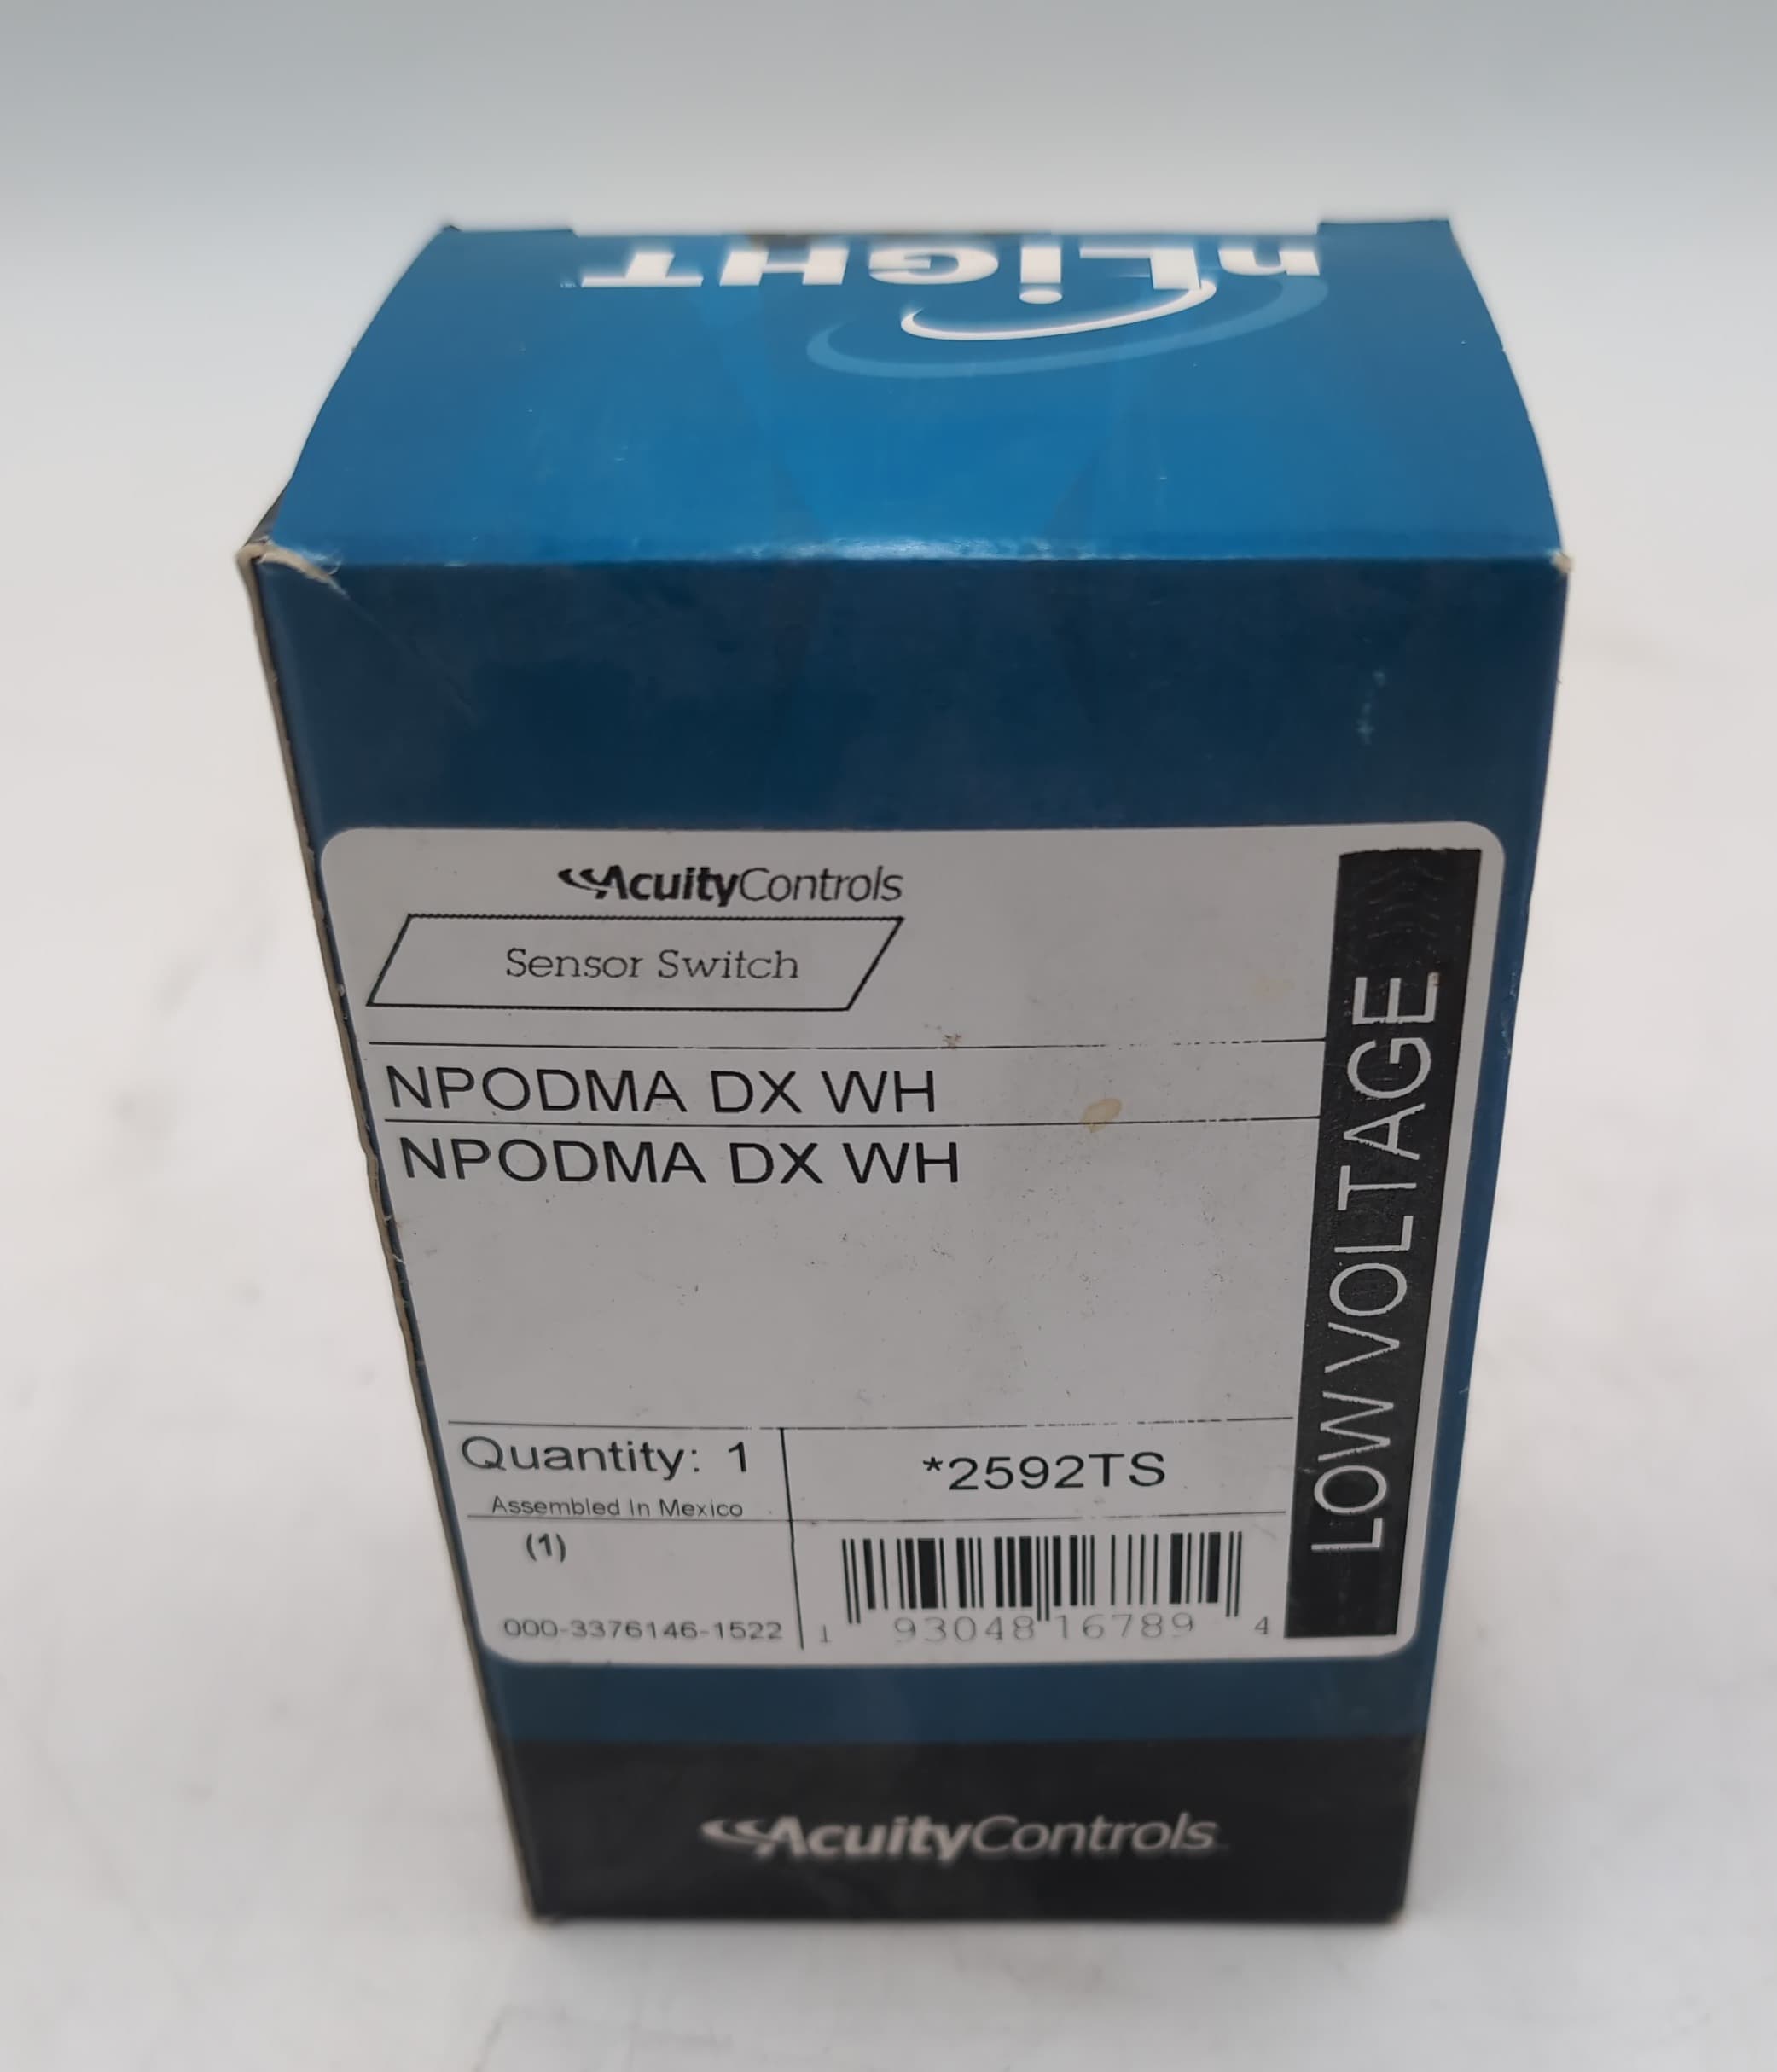 nLiGHT
AcuityControls
Sensor Switch
NPODMA DX WH
NPODMA DX WH
LOW VOLTAGE
Quantity: 1
*2592TS
Assembled In Mexico
(1)
000-3376146-1522
1 93048 16789 4
AcuityControls